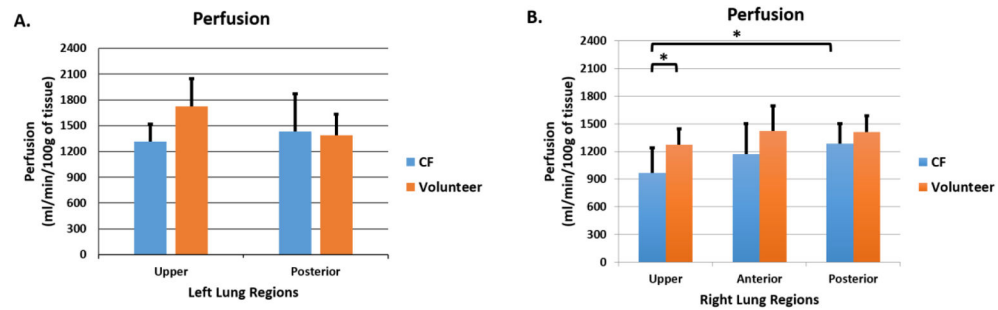 A.
Perfusion
2400
2100
1800
1500
1200
900
600
300
0
Perfusion
(ml/min/100g of tissue)
Upper
Posterior
Left Lung Regions
CF
Volunteer
B.
Perfusion
*
*
2400
2100
1800
1500
1200
900
600
300
0
Perfusion
(ml/min/100g of tissue)
Upper
Anterior
Posterior
Right Lung Regions
CF
Volunteer